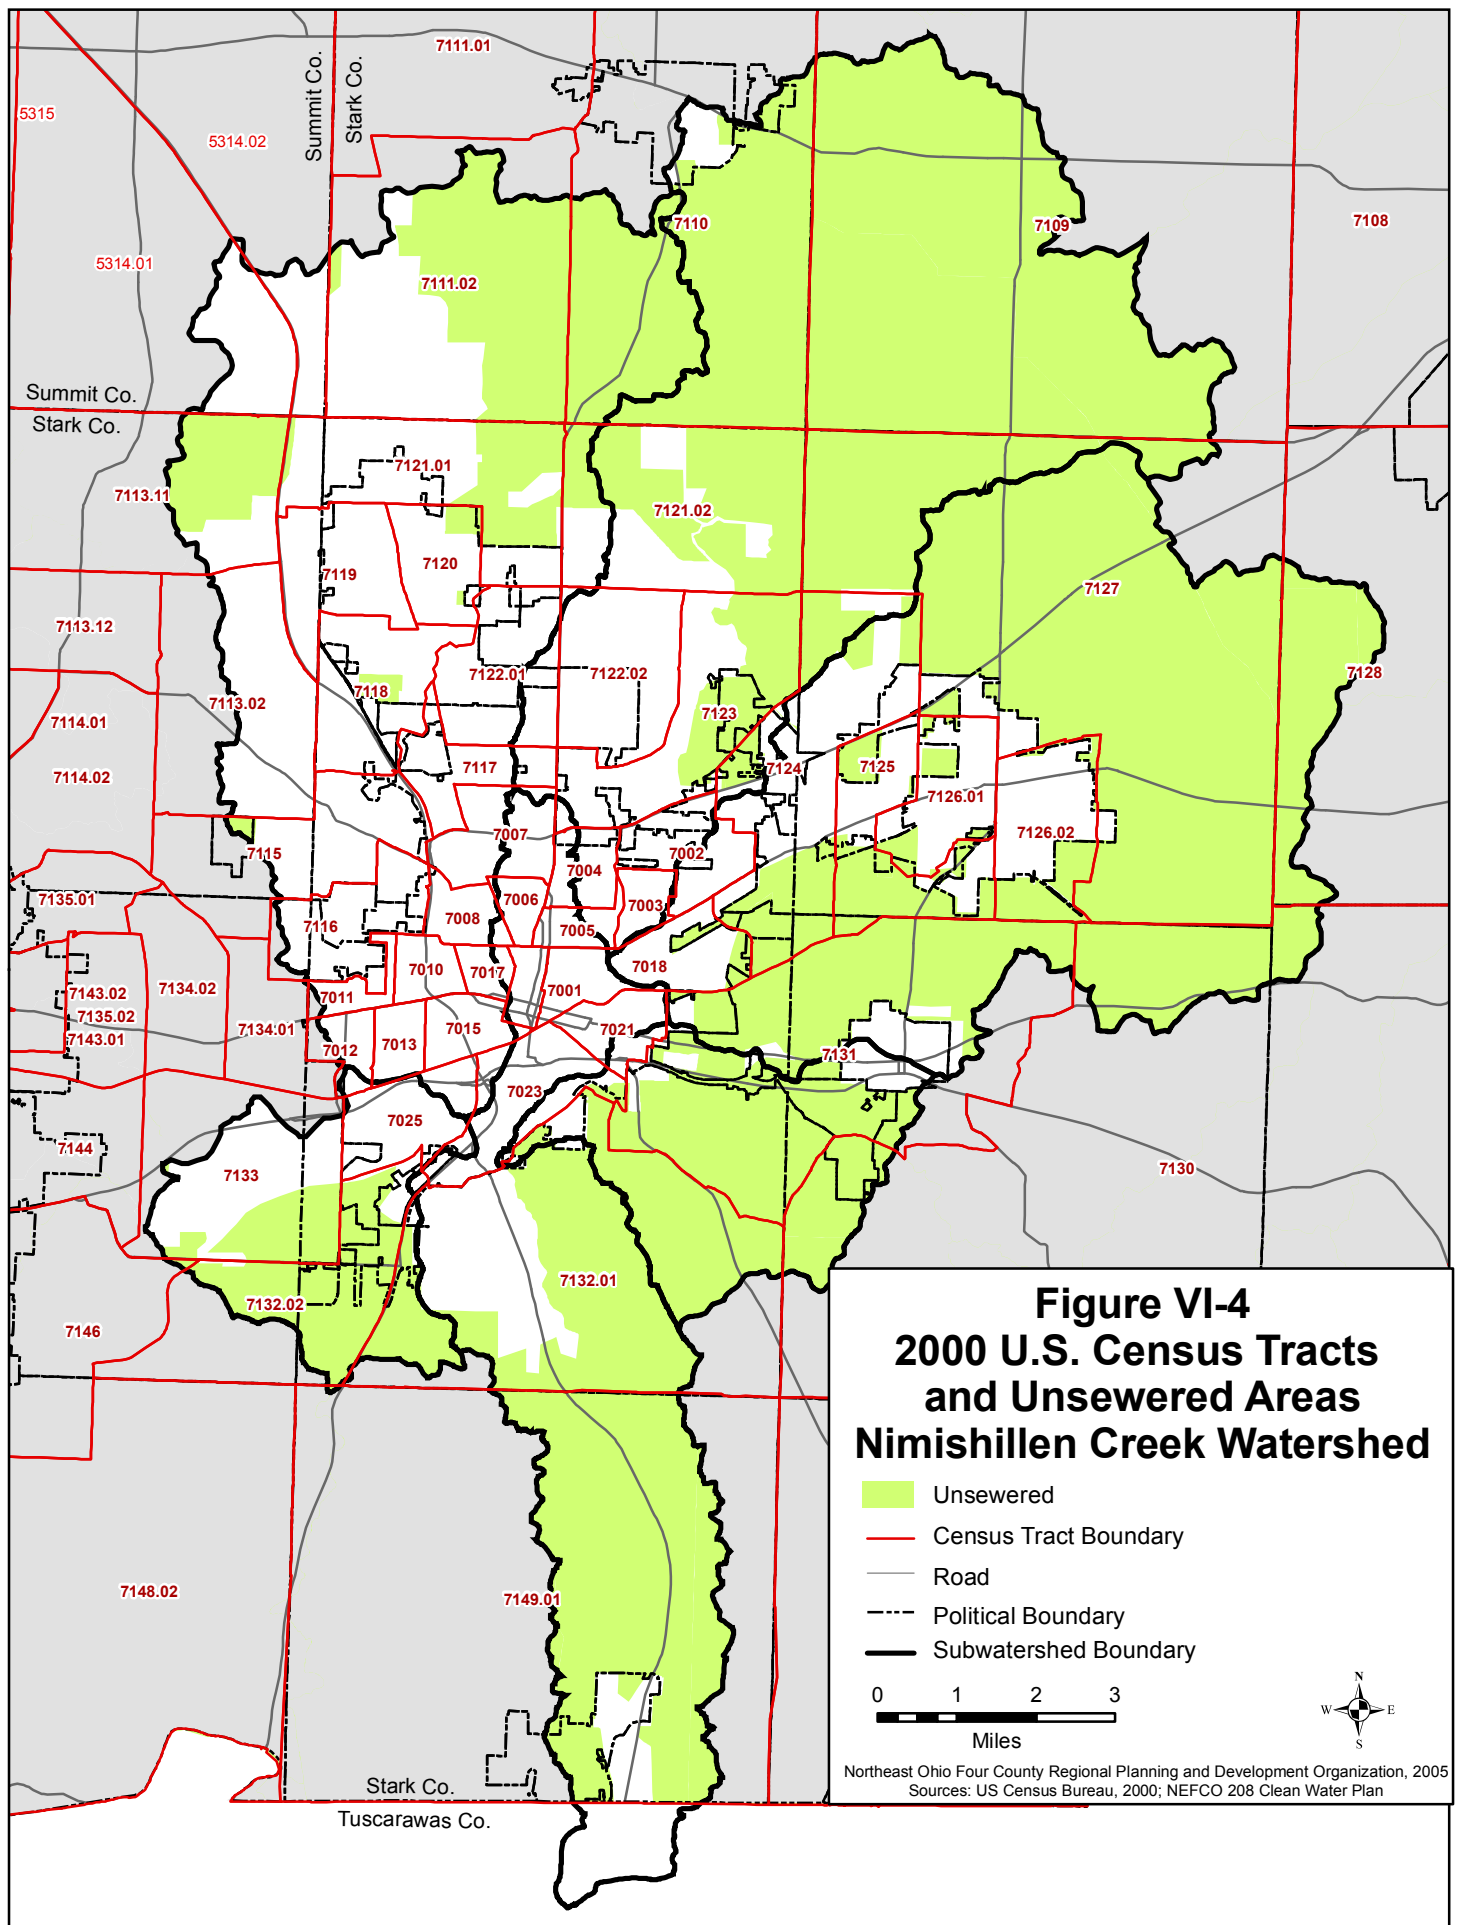 7111.01
Summit Co.
Stark Co.
5315
5314.02
7110
7109
7108
5314.01
7111.02
Summit Co.
Stark Co.
7121.01
7113.11
7121.02
7119
7120
7127
7113.12
7122.01
7122.02
7128
7118
7113.02
7114.01
7123
7114.02
7117
7124
7125
7126.01
7007
7126.02
7115
7002
7004
7135.01
7006
7003
7008
7116
7005
7010
7017
7018
7143.02
7134.02
7011
7001
7135.02
7134.01
7015
7021
7143.01
7012
7013
7131
7023
7025
7144
7133
7130
7132.01
7132.02
7146
Figure VI-4
2000 U.S. Census Tracts
and Unsewered Areas
Nimishillen Creek Watershed
Unsewered
Census Tract Boundary
Road
Political Boundary
Subwatershed Boundary
7148.02
7149.01
0 1 2 3
Miles
N
W E
S
Northeast Ohio Four County Regional Planning and Development Organization, 2005
Sources: US Census Bureau, 2000; NEFCO 208 Clean Water Plan
Stark Co.
Tuscarawas Co.